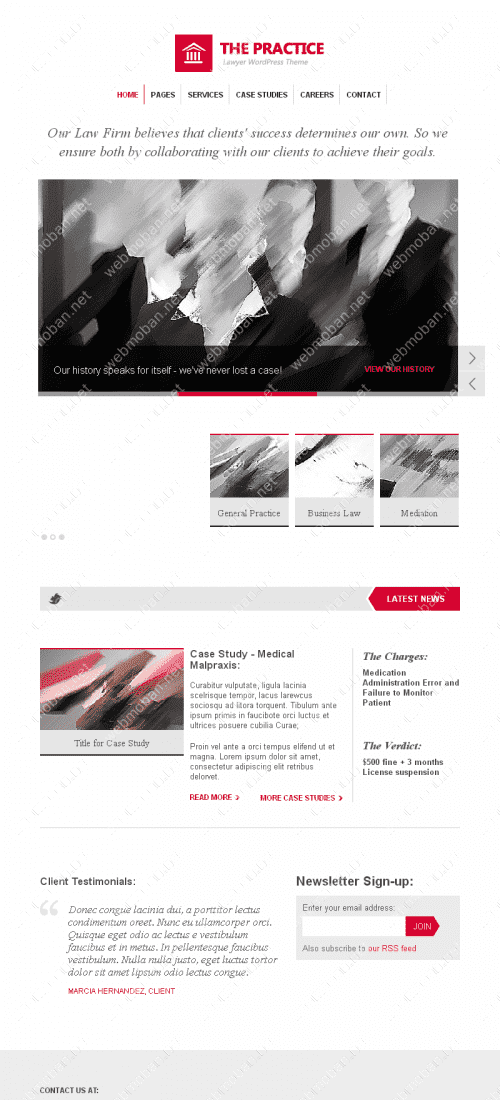 THE PRACTICE
Lawyer WordPress Theme
HOME
PAGES
SERVICES
CASE STUDIES
CAREERS
CONTACT
Our Law Firm believes that clients' success determines our own. So we
ensure both by collaborating with our clients to achieve their goals.
webmoban.net
webmoban.net
webmoban.net
webmoban.net
Our history speaks for itself - we've never lost a case!
VIEW OUR HISTORY
General Practice
Business Law
Mediation
LATEST NEWS
Title for Case Study
Case Study - Medical
Malpraxis:
Curabitur vulputate, ligula lacinia
scelerisque tempor, lacus larewcus
sociosqu ad litora torquent. Tibulum ante
ipsum primis in faucibote orci luctus et
ultrices posuere cubilia Curae;
Proin vel ante a orci tempus elifend ut et
magna. Lorem ipsum dolor sit amet,
consectetur adipiscing elit retribus
delorvet.
READ MORE
MORE CASE STUDIES
The Charges:
Medication
Administration Error and
Failure to Monitor
Patient
The Verdict:
$500 fine + 3 months
License suspension
Client Testimonials:
Donec congue lacinia dui, a porttitor lectus
condimentum oreet. Nunc eu ullamcorper orci.
Quisque eget odio ac lectus e vestibulum
faucibus et in metus. In pellentesque faucibus
vestibulum. Nulla nulla justo, eget luctus tortor
dolor sit amet lipsum odio lectus congue.
MARCIA HERNANDEZ, CLIENT
Newsletter Sign-up:
Enter your email address:
JOIN
Also subscribe to our RSS feed
CONTACT US AT: